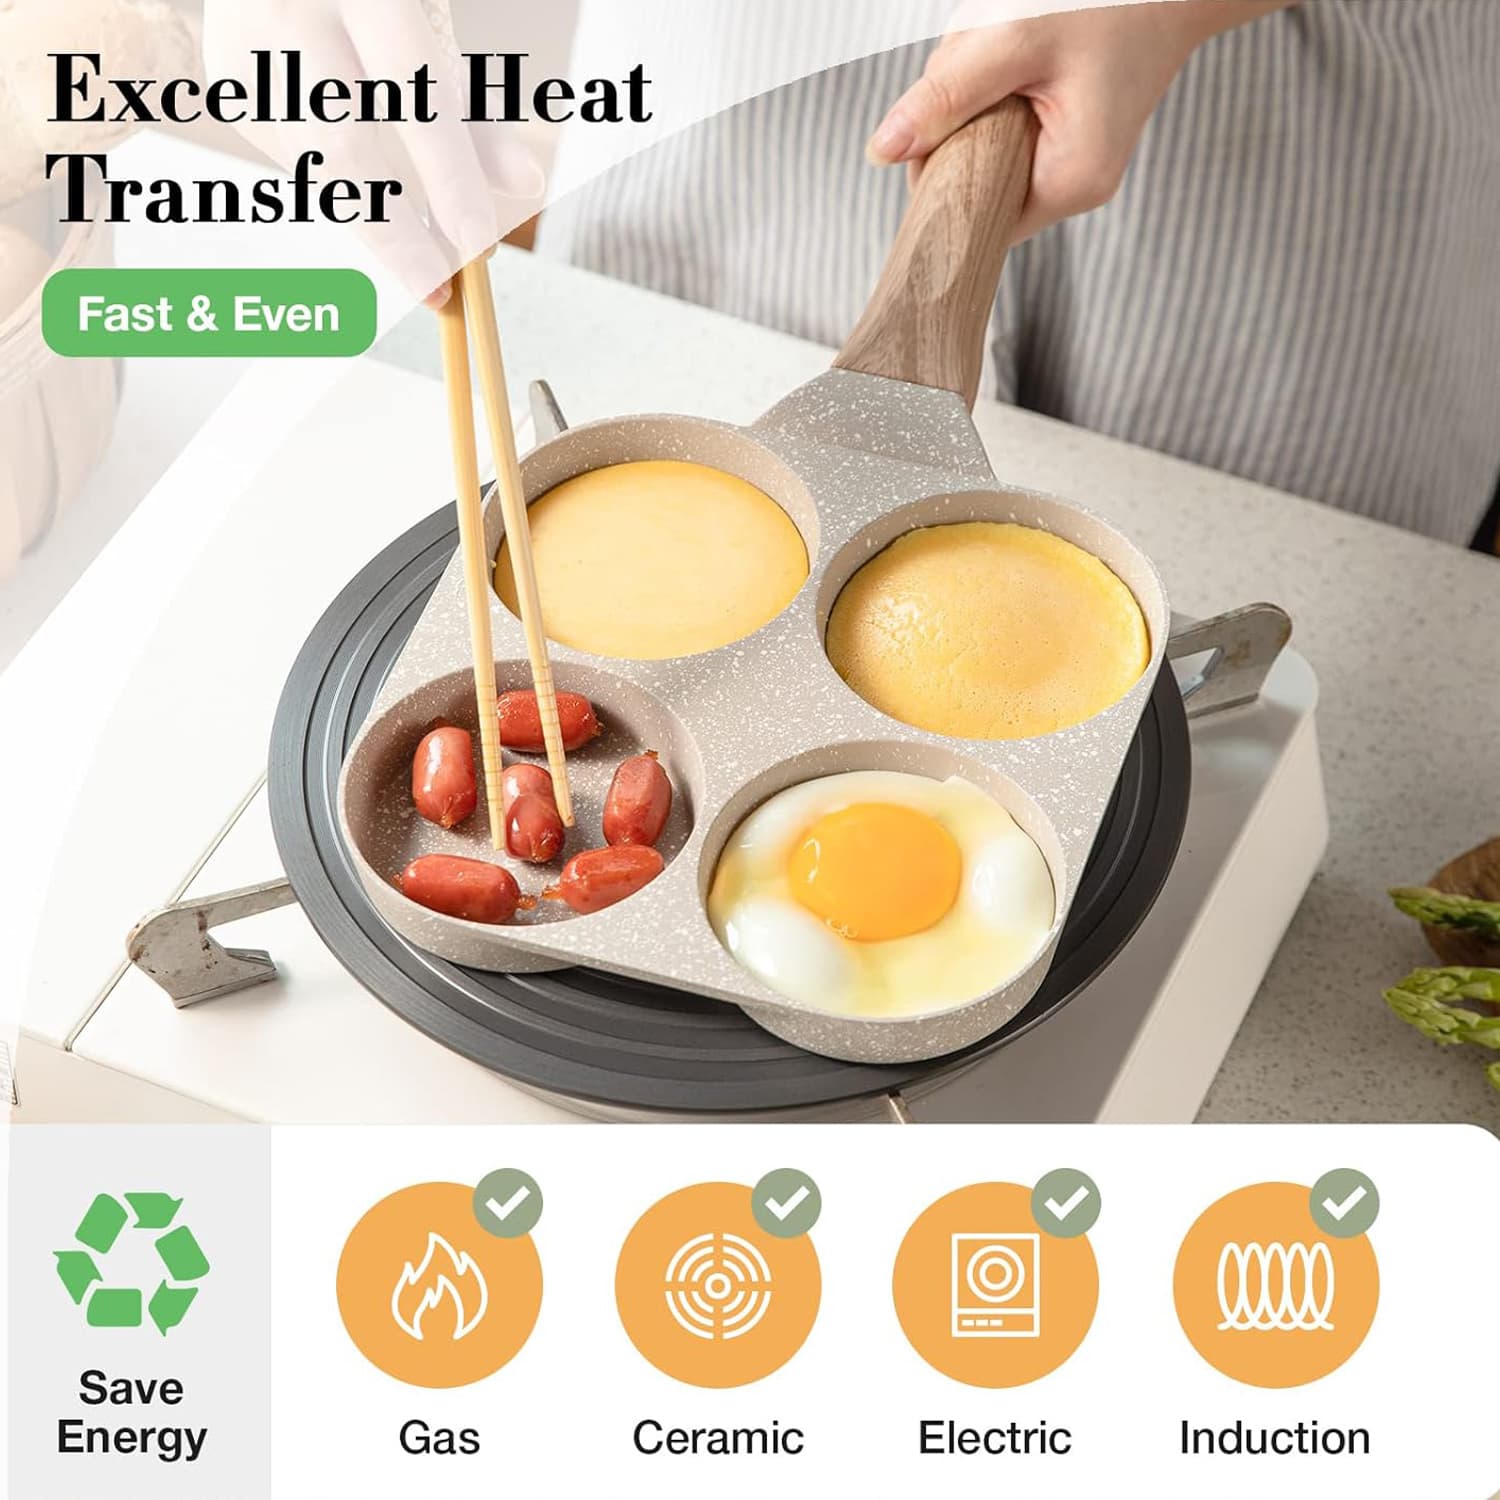 Excellent Heat
Transfer
Fast & Even
Save
Energy
Gas
Ceramic
Electric
Induction